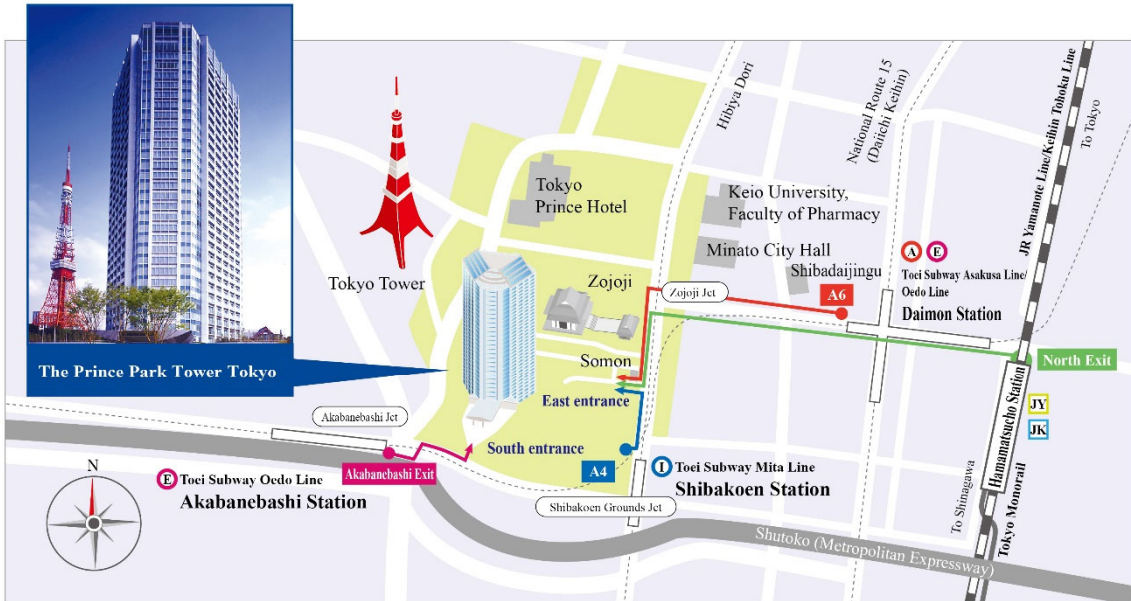 The Prince Park Tower Tokyo
Tokyo Tower
Tokyo
Prince Hotel
Zojoji
Somon
East entrance
South entrance
Hibiya Dori
National Route 15
(Daiichi Keihin)
JR Yamanote Line/Keihin Tohoku Line
To Tokyo
Keio University,
Faculty of Pharmacy
Minato City Hall
Shibadaijingu
Zojoji Jct
A6
A E
Toei Subway Asakusa Line/
Oedo Line
Daimon Station
North Exit
Hamamatsucho Station
JY
JK
To Shinagawa
Tokyo Monorail
Akabanebashi Jct
Akabanebashi Exit
E Toei Subway Oedo Line
Akabanebashi Station
A4
I Toei Subway Mita Line
Shibakoen Station
Shibakoen Grounds Jct
Shutoko (Metropolitan Expressway)
N